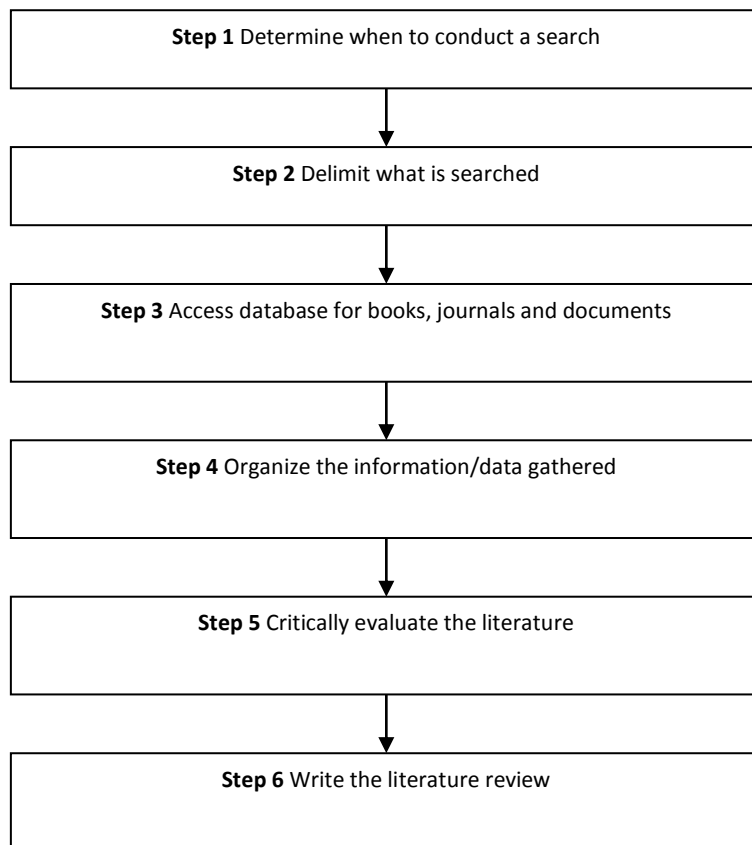 Step 1 Determine when to conduct a search
Step 2 Delimit what is searched
Step 3 Access database for books, journals and documents
Step 4 Organize the information/data gathered
Step 5 Critically evaluate the literature
Step 6 Write the literature review